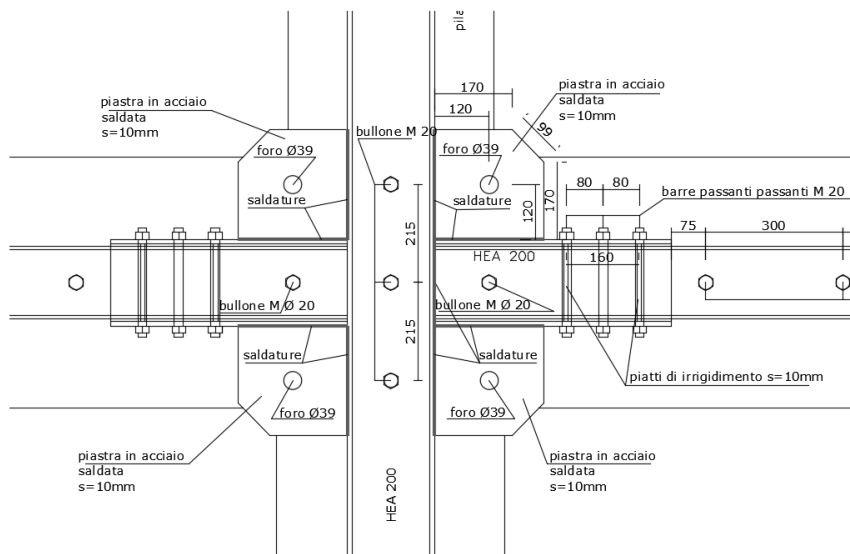 pila
170
piastra in acciaio
saldata
s=10mm
120
piastra in acciaio
saldata
s=10mm
bullone M 20
99
foro Ø39
foro Ø39
80
80
barre passanti passanti M 20
170
120
saldature
saldature
215
75
300
HEA 200
160
bullone M Ø 20
bullone M Ø 20
215
saldature
saldature
piatti di irrigidimento s=10mm
foro Ø39
foro Ø39
piastra in acciaio
saldata
s=10mm
piastra in acciaio
saldata
s=10mm
HEA 200